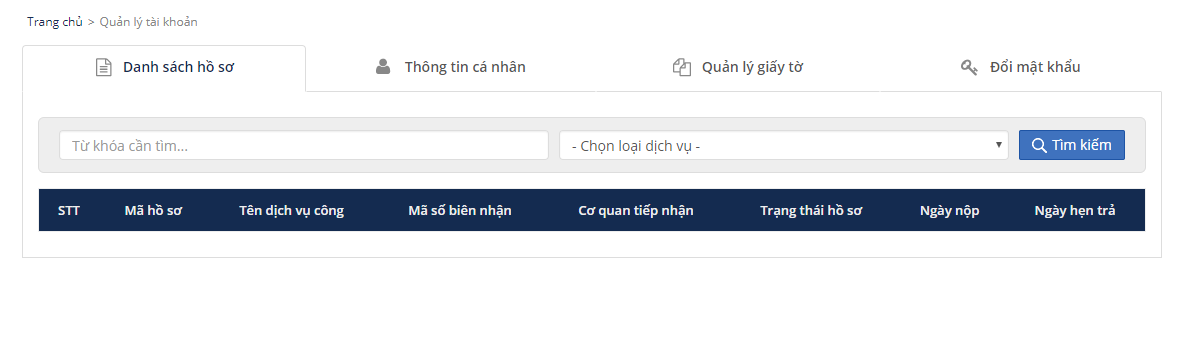 Trang chủ > Quản lý tài khoản
Danh sách hồ sơ Thông tin cá nhân Quản lý giấy tờ Đổi mật khẩu
Từ khóa cần tìm... - Chọn loại dịch vụ - Tìm kiếm
STT Mã hồ sơ Tên dịch vụ công Mã số biên nhận Cơ quan tiếp nhận Trạng thái hồ sơ Ngày nộp Ngày hẹn trả